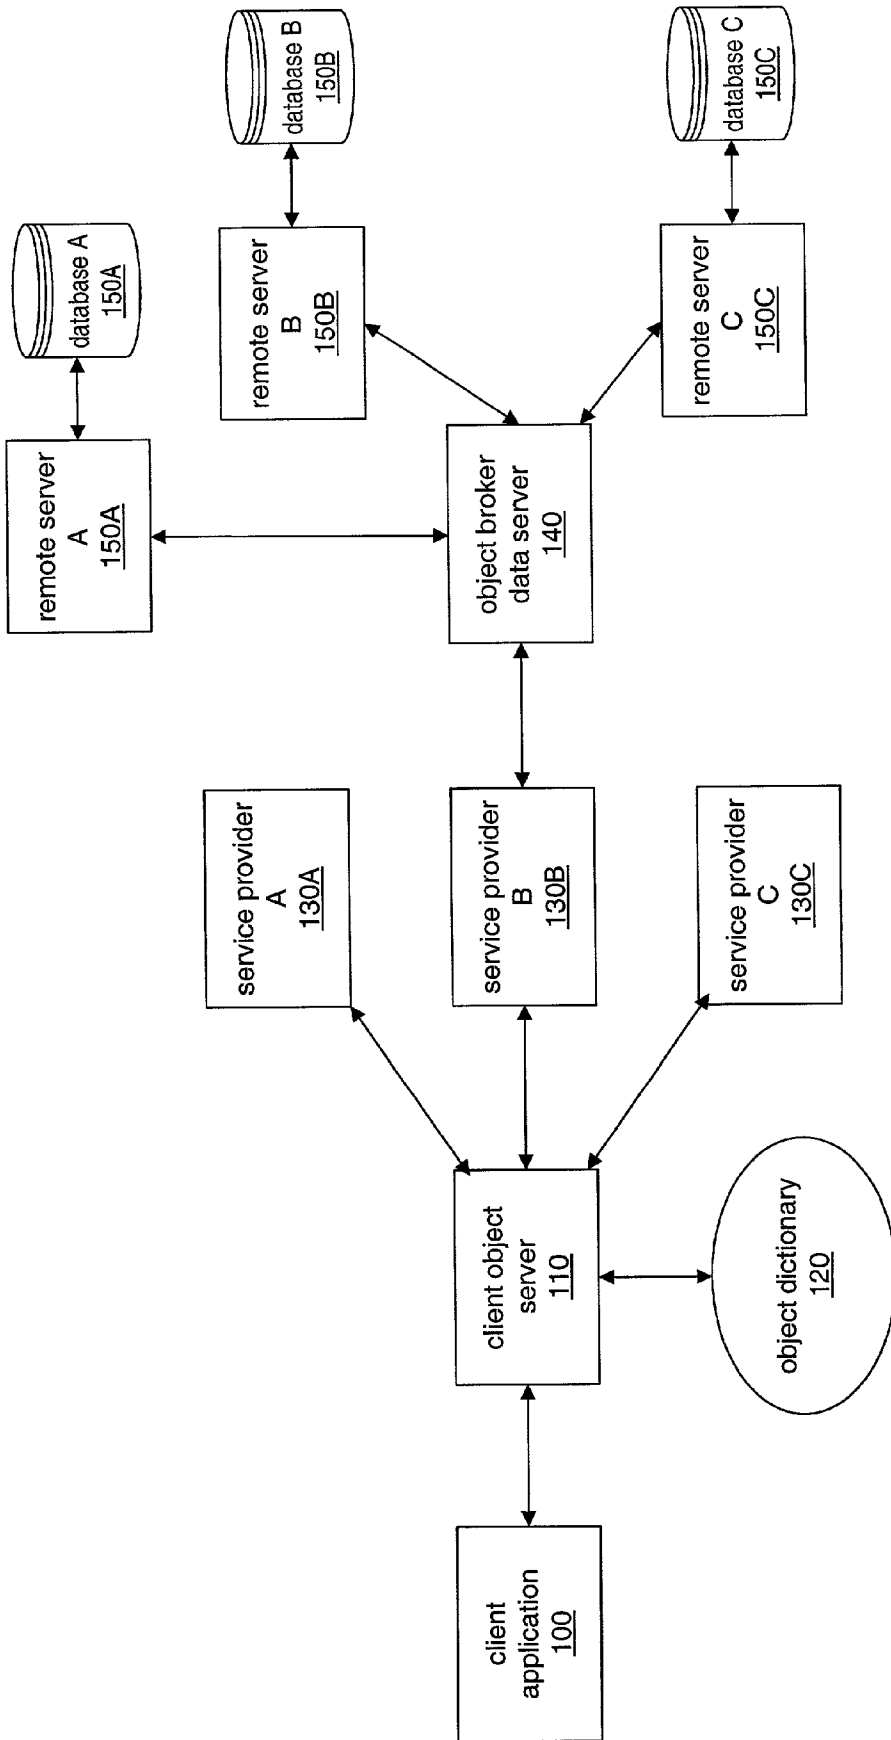 client
application
100
client object
server
110
object dictionary
120
service provider
A
130A
service provider
B
130B
service provider
C
130C
object broker
data server
140
remote server
A
150A
database A
150A
remote server
B
150B
database B
150B
remote server
C
150C
database C
150C